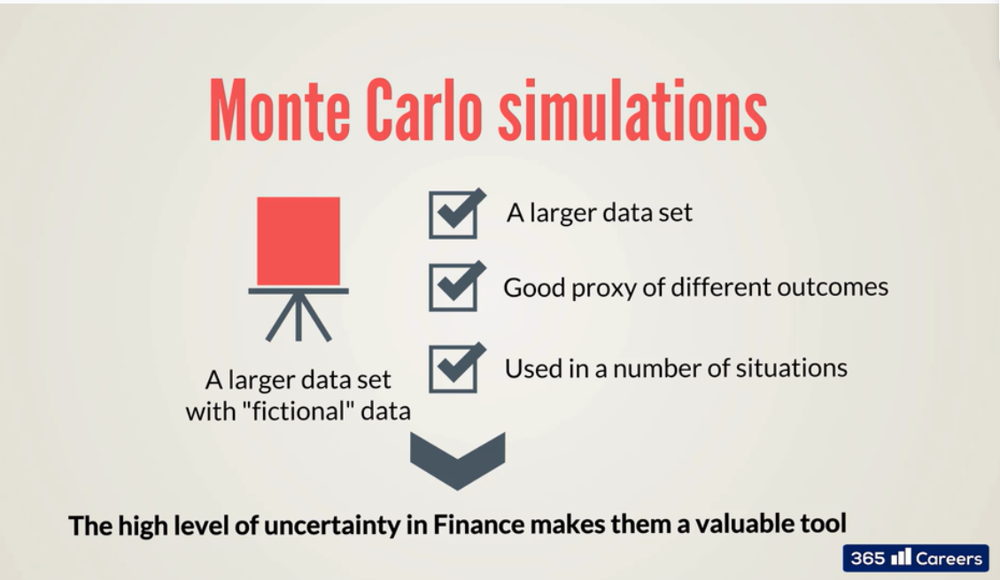 Monte Carlo simulations
A larger data set
Good proxy of different outcomes
Used in a number of situations
A larger data set
with "fictional" data
The high level of uncertainty in Finance makes them a valuable tool
365 Careers